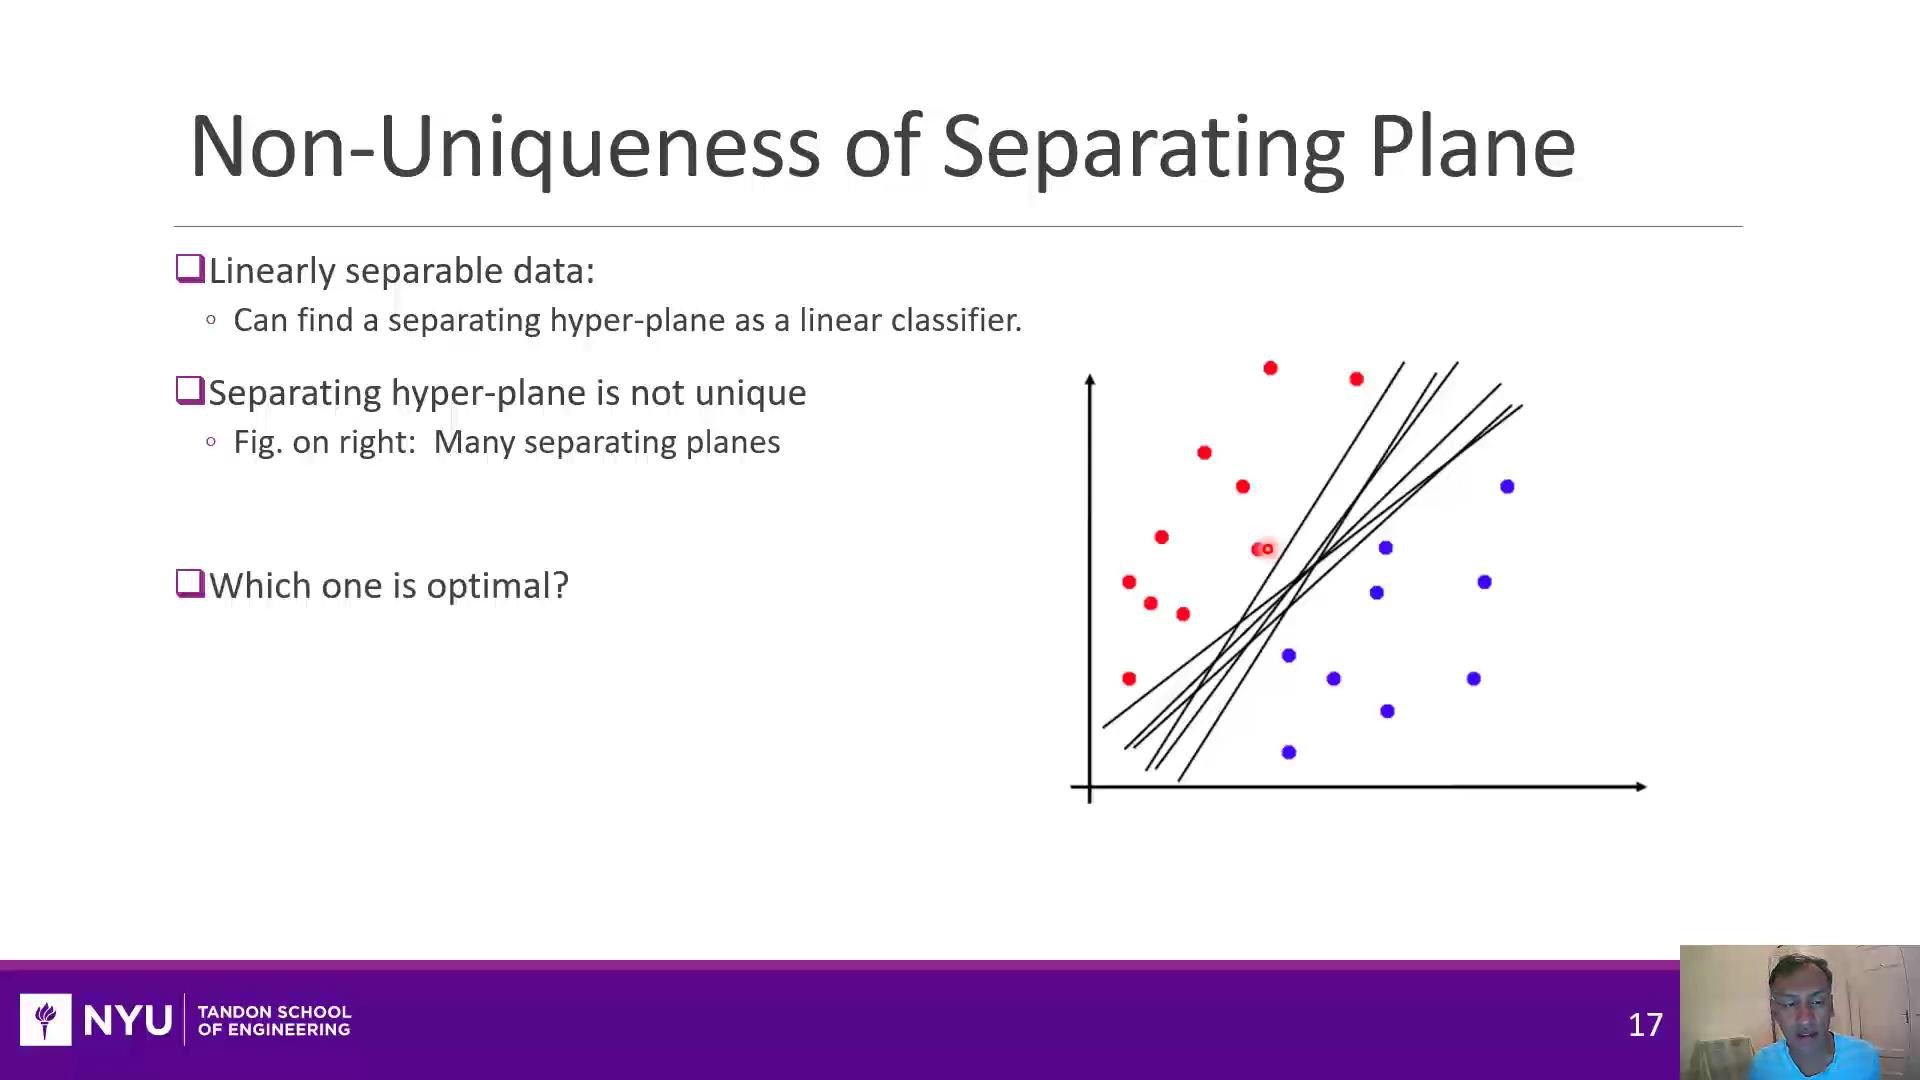 Non-Uniqueness of Separating Plane
Linearly separable data:
Can find a separating hyper-plane as a linear classifier.
Separating hyper-plane is not unique
Fig. on right: Many separating planes
Which one is optimal?
NYU
TANDON SCHOOL
OF ENGINEERING
17